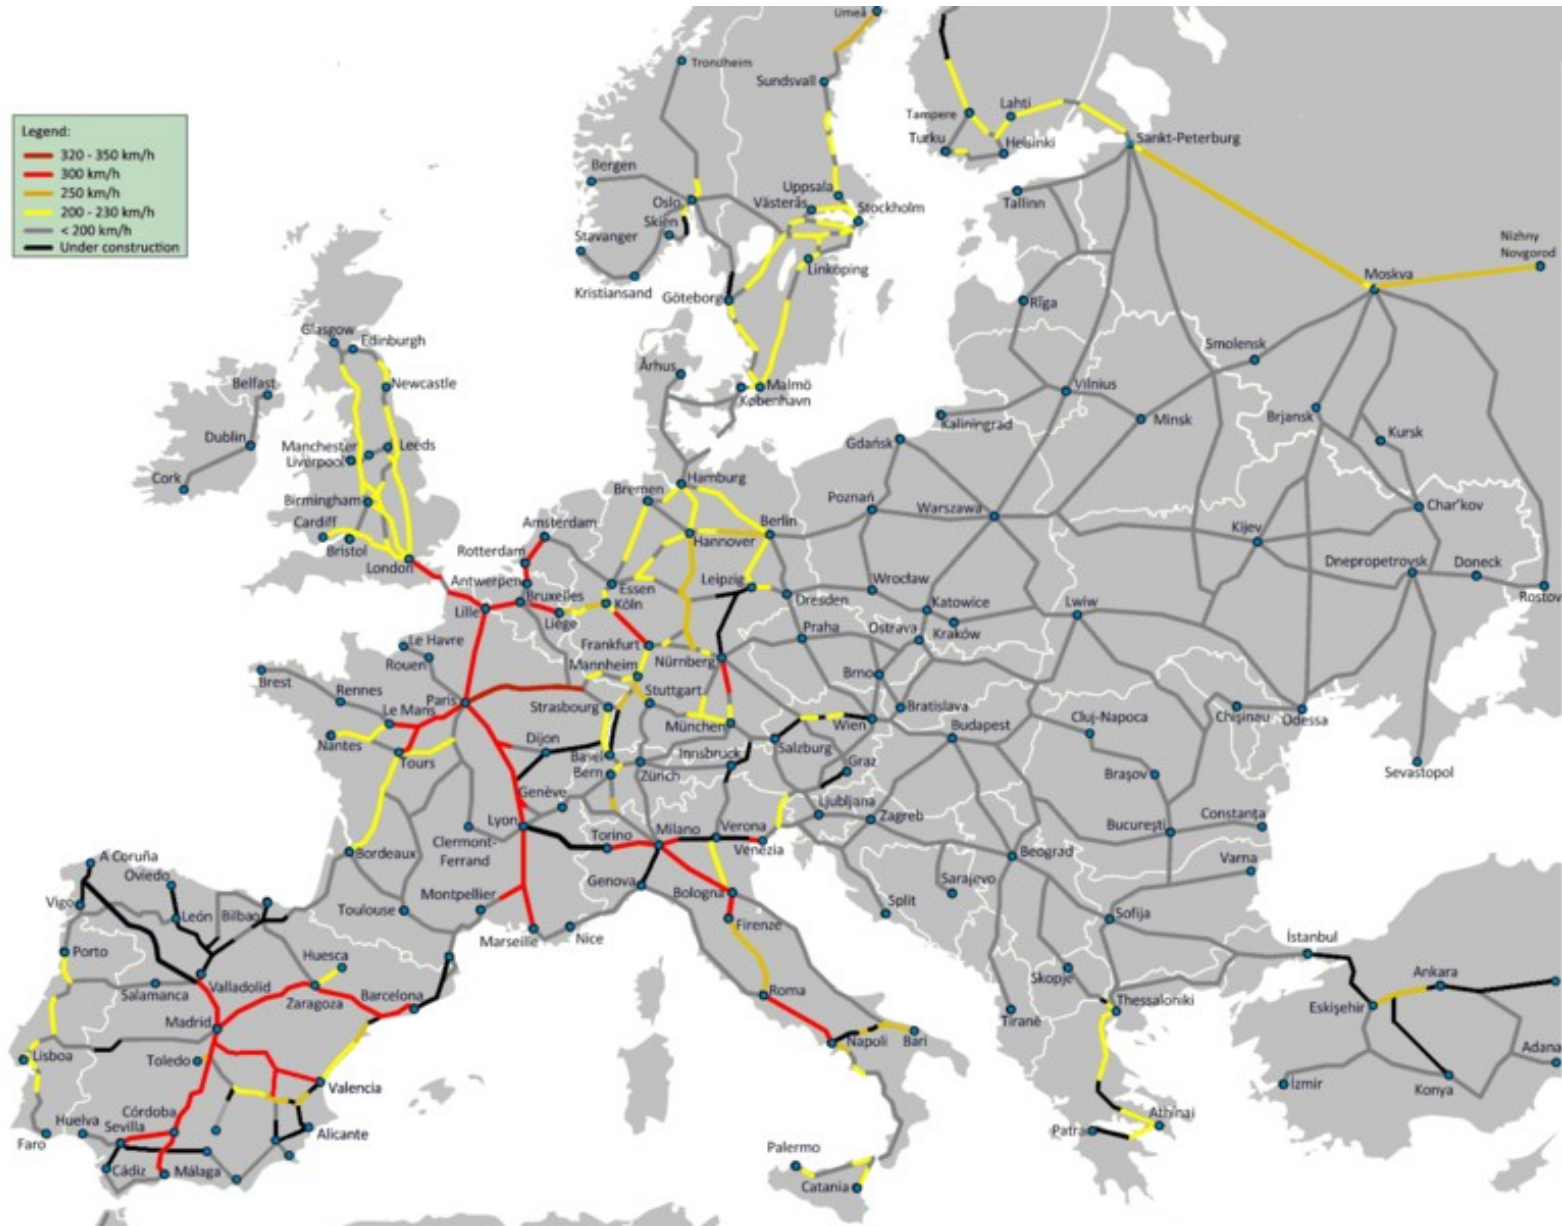 Umeå
Trondheim
Sundsvall
Legend:
320 - 350 km/h
300 km/h
250 km/h
200 - 230 km/h
< 200 km/h
Under construction
Tampere
Lahti
Turku
Helsinki
Sankt-Peterburg
Bergen
Oslo
Skien
Stavanger
Kristiansand
Uppsala
Västerås
Stockholm
Linköping
Göteborg
Tallinn
Nizhny
Novgorod
Moskva
Rīga
Smolensk
Glasgow
Edinburgh
Newcastle
Belfast
Dublin
Cork
Manchester
Liverpool
Leeds
Birmingham
Cardiff
Bristol
London
Århus
Malmö
København
Vilnius
Kaliningrad
Minsk
Brjansk
Kursk
Gdańsk
Hamburg
Bremen
Poznań
Warszawa
Char'kov
Amsterdam
Berlin
Hannover
Kijev
Rotterdam
Antwerpen
Essen
Leipzig
Wrocław
Dnepropetrovsk
Doneck
Rostov
Bruxelles
Köln
Dresden
Katowice
Lwiw
Lille
Liège
Praha
Ostrava
Kraków
Le Havre
Rouen
Frankfurt
Nürnberg
Mannheim
Brno
Brest
Rennes
Paris
Stuttgart
Strasbourg
Bratislava
Le Mans
München
Wien
Budapest
Cluj-Napoca
Chişinau
Odessa
Nantes
Tours
Dijon
Basel
Bern
Zürich
Innsbruck
Salzburg
Graz
Braşov
Sevastopol
Genève
Ljubljana
Zagreb
Lyon
Clermont-
Ferrand
Torino
Milano
Verona
Venezia
Bucureşti
Constanţa
Bordeaux
Beograd
Varna
A Coruña
Oviedo
Genova
Bologna
Sarajevo
Vigo
León
Bilbao
Toulouse
Montpellier
Marseille
Nice
Firenze
Split
Sofija
Porto
Huesca
İstanbul
Salamanca
Valladolid
Zaragoza
Barcelona
Roma
Skopje
Ankara
Madrid
Tiranë
Thessaloniki
Eskişehir
Lisboa
Toledo
Napoli
Bari
Adana
Valencia
İzmir
Konya
Huelva
Córdoba
Sevilla
Alicante
Athínai
Patra
Faro
Cádiz
Málaga
Palermo
Catania